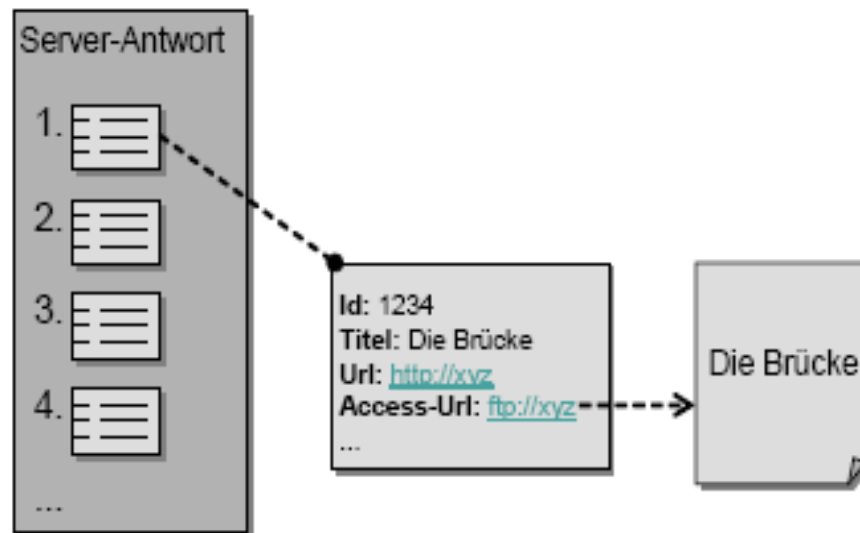 Server-Antwort
1.
2.
3.
4.
...
Id: 1234
Titel: Die Brücke
Url: http://xyz
Access-Url: ftp://xyz
...
Die Brücke